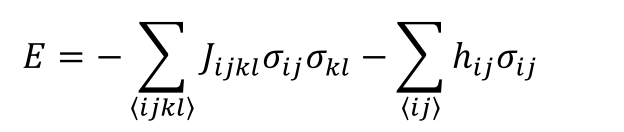 E = − ∑⟨ijkl⟩ J_{ijkl}σ_{ij}σ_{kl} − ∑⟨ij⟩ h_{ij}σ_{ij}